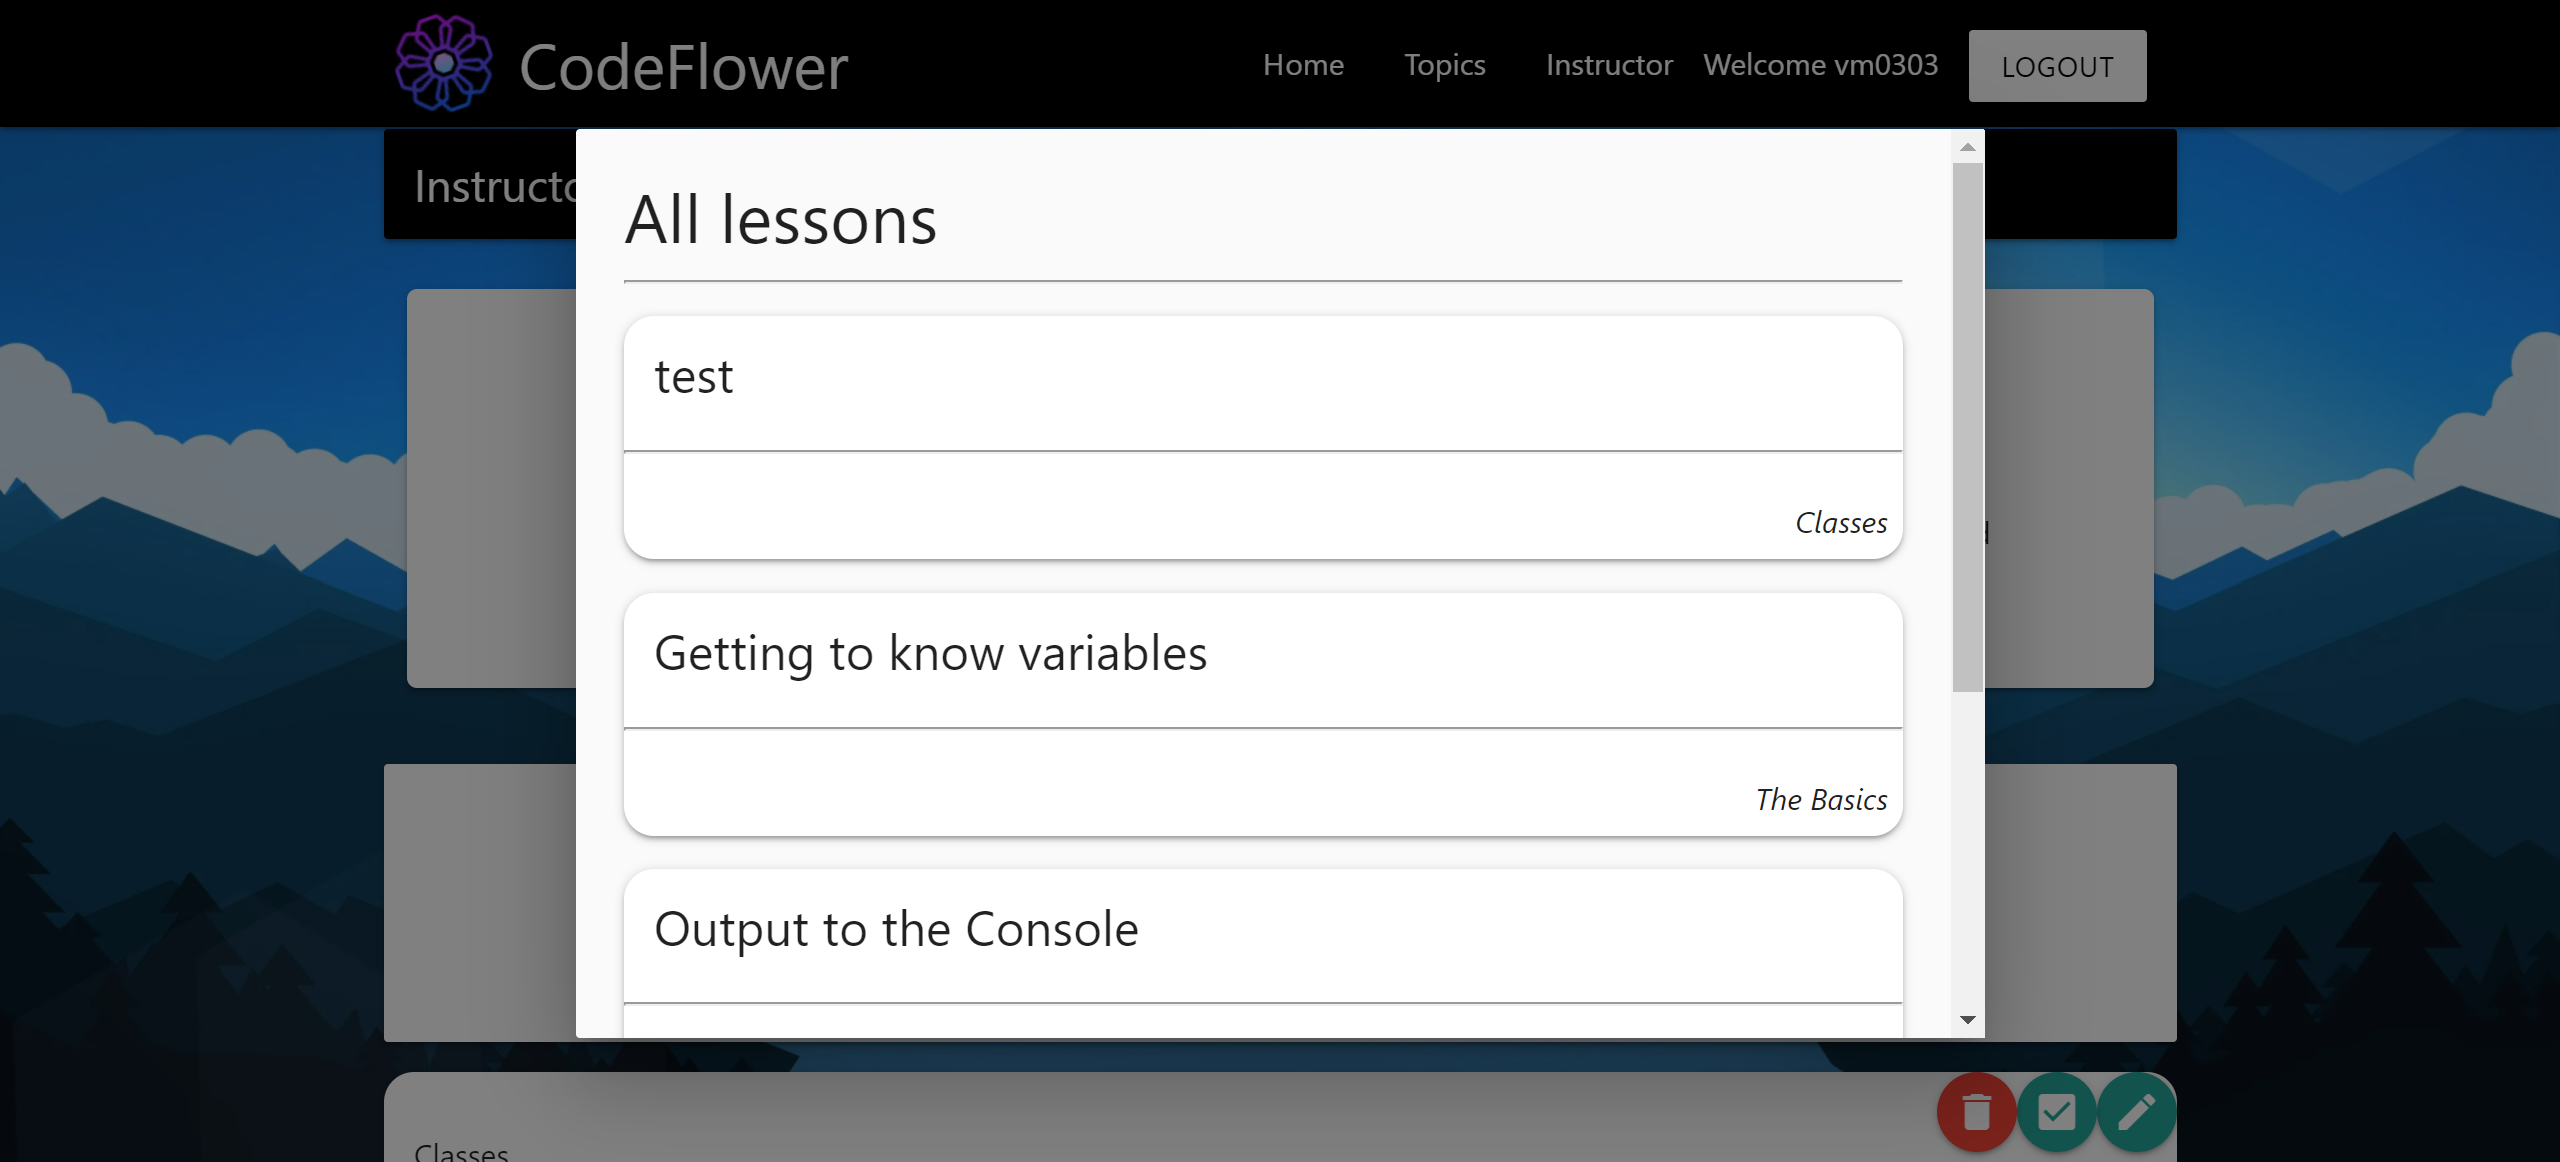 CodeFlower
Home Topics Instructor Welcome vm0303 LOGOUT
All lessons
test
Classes
Getting to know variables
The Basics
Output to the Console
Classes